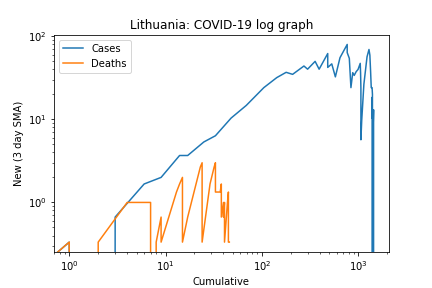 Lithuania: COVID-19 log graph
Cases
Deaths
New (3 day SMA)
10²
10¹
10⁰
10⁰ 10¹ 10² 10³
Cumulative